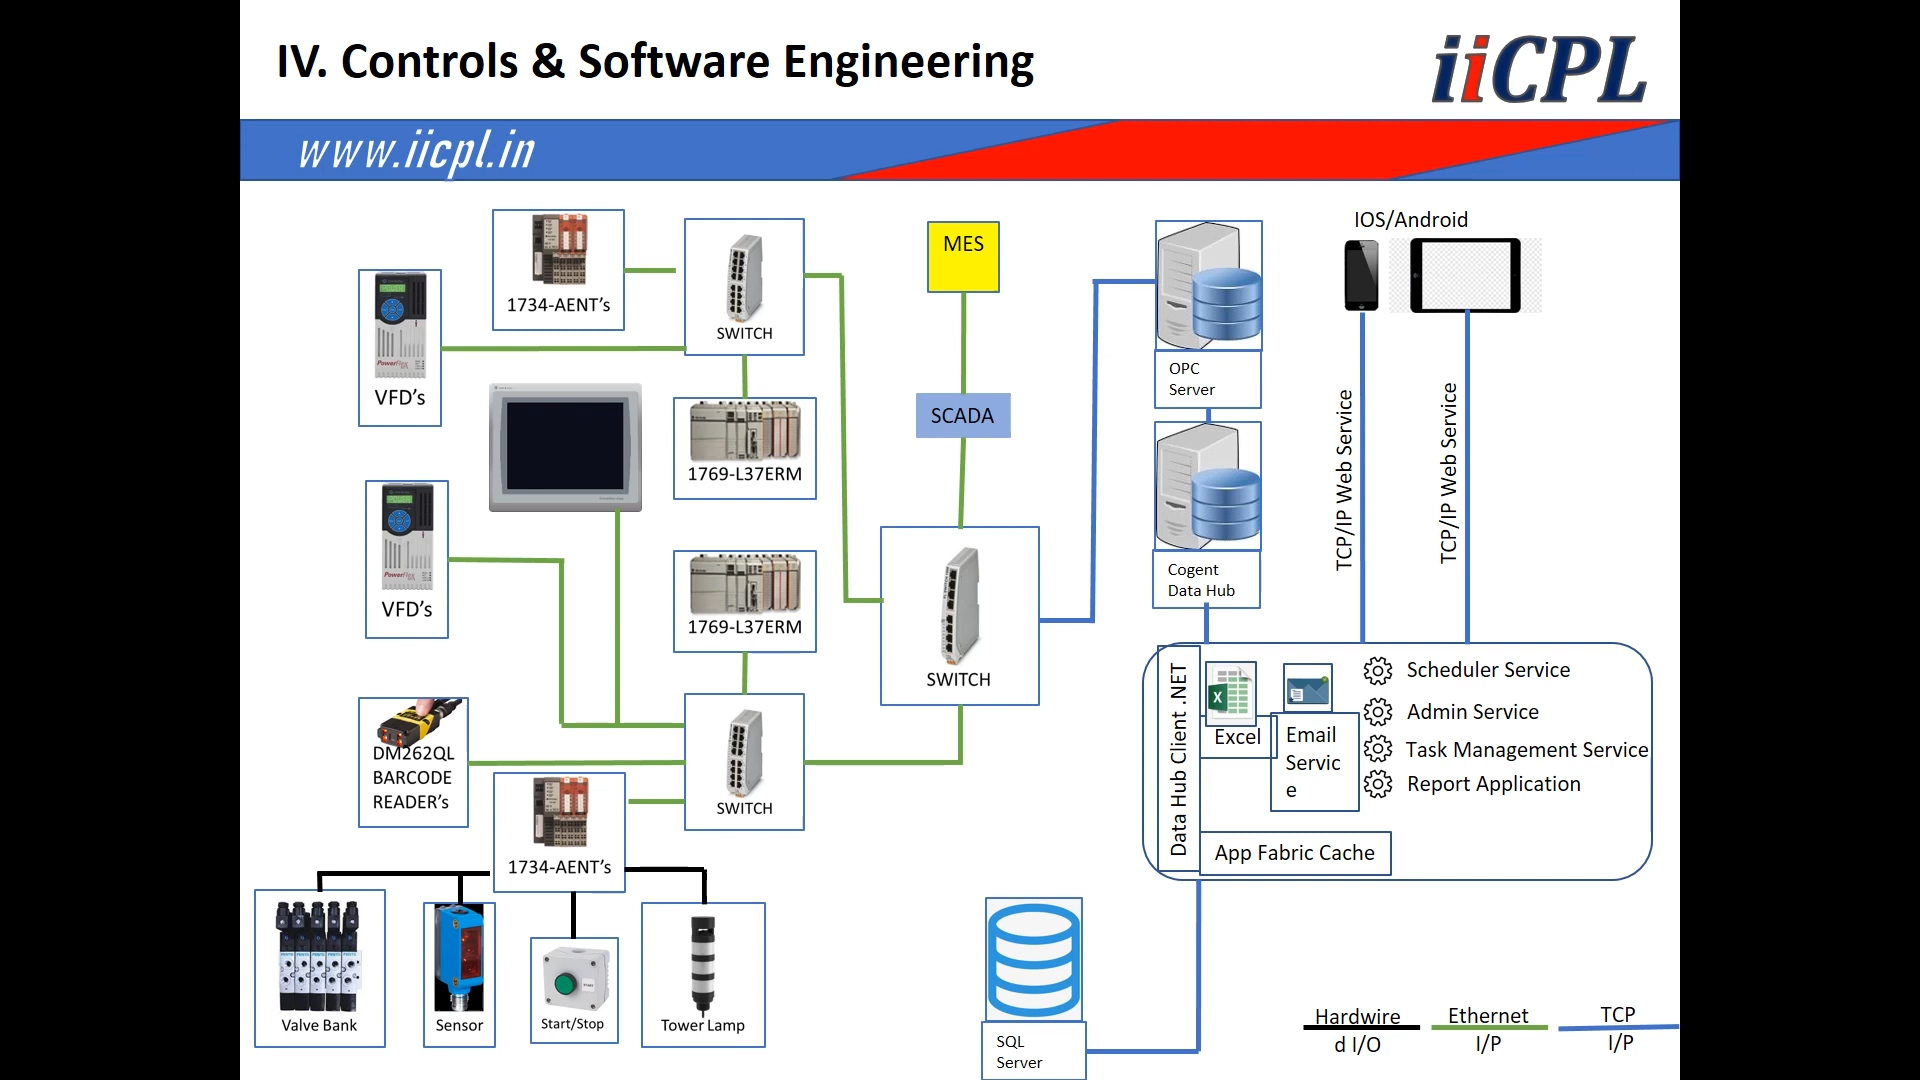 IV. Controls & Software Engineering
iiCPL
www.iicpl.in
1734-AENT's
SWITCH
VFD's
PowerFlex
1769-L37ERM
MES
SCADA
OPC
Server
Cogent
Data Hub
IOS/Android
TCP/IP Web Service
TCP/IP Web Service
VFD's
PowerFlex
1769-L37ERM
SWITCH
DM262QL
BARCODE
READER's
SWITCH
1734-AENT's
Valve Bank
Sensor
Start/Stop
Tower Lamp
Data Hub Client .NET
Excel
Email
Servic
e
Scheduler Service
Admin Service
Task Management Service
Report Application
App Fabric Cache
SQL
Server
Hardwire
d I/O
Ethernet
I/P
TCP
I/P